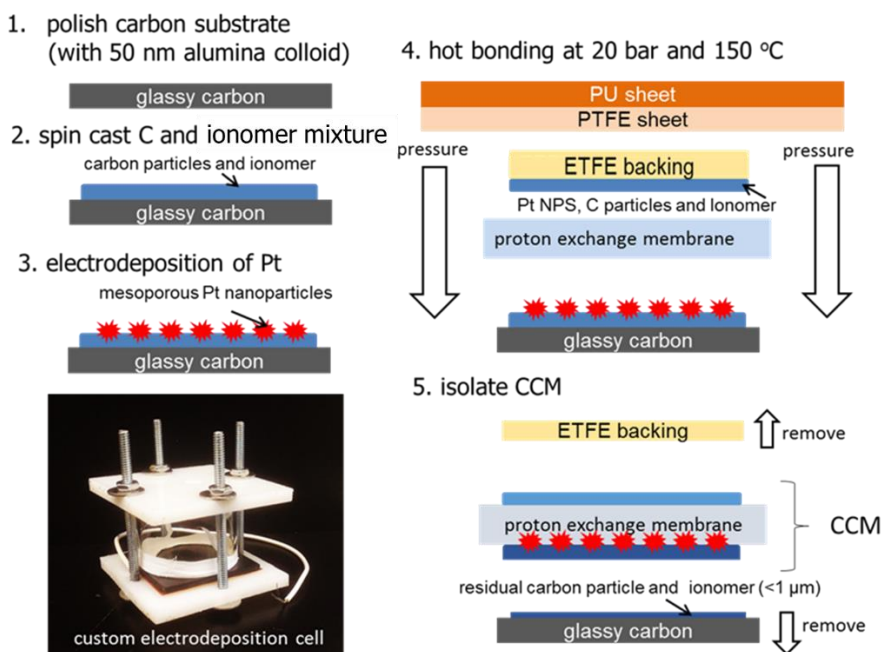 1. polish carbon substrate
(with 50 nm alumina colloid)
glassy carbon
2. spin cast C and ionomer mixture
carbon particles and ionomer
glassy carbon
3. electrodeposition of Pt
mesoporous Pt nanoparticles
glassy carbon
custom electrodeposition cell
4. hot bonding at 20 bar and 150 °C
PU sheet
PTFE sheet
pressure
pressure
ETFE backing
Pt NPS, C particles and Ionomer
proton exchange membrane
glassy carbon
5. isolate CCM
ETFE backing
remove
proton exchange membrane
CCM
residual carbon particle and ionomer (<1 µm)
glassy carbon
remove